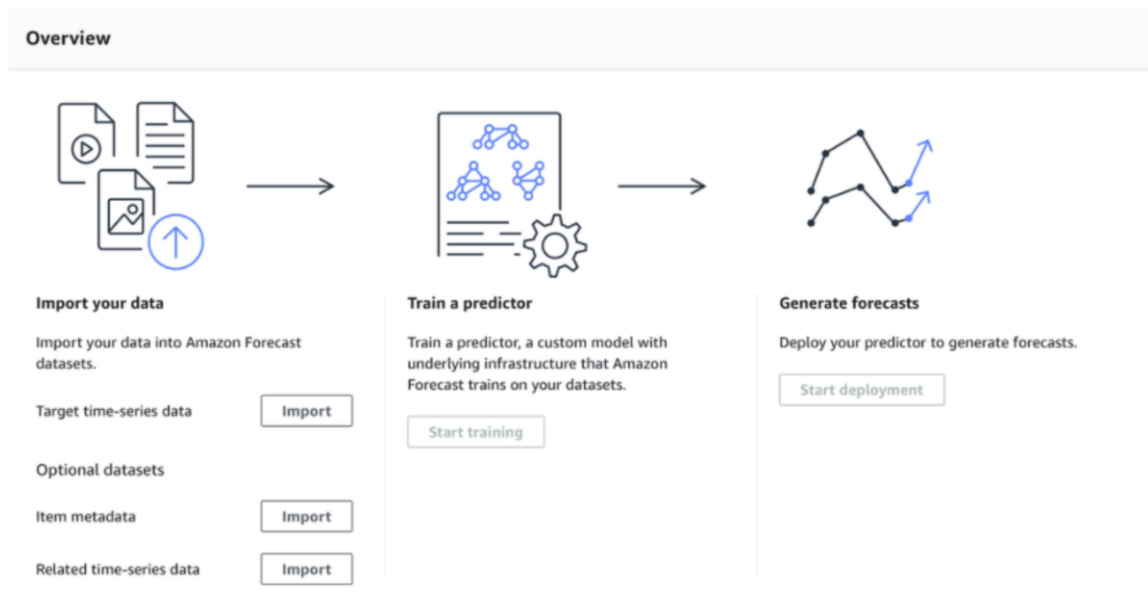 Overview
Import your data
Import your data into Amazon Forecast
datasets.
Target time-series data
Import
Optional datasets
Item metadata
Import
Related time-series data
Import
Train a predictor
Train a predictor, a custom model with
underlying infrastructure that Amazon
Forecast trains on your datasets.
Start training
Generate forecasts
Deploy your predictor to generate forecasts.
Start deployment